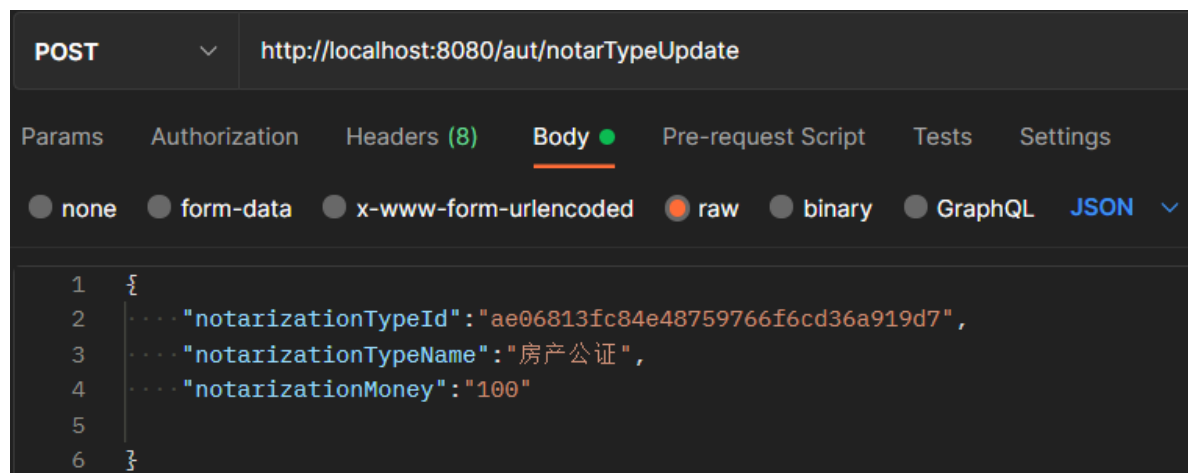 POST http://localhost:8080/aut/notarTypeUpdate
Params Authorization Headers (8) Body Pre-request Script Tests Settings
none form-data x-www-form-urlencoded raw binary GraphQL JSON
1 {
2 "notarizationTypeId":"ae06813fc84e48759766f6cd36a919d7",
3 "notarizationTypeName":"房产公证",
4 "notarizationMoney":"100"
5
6 }